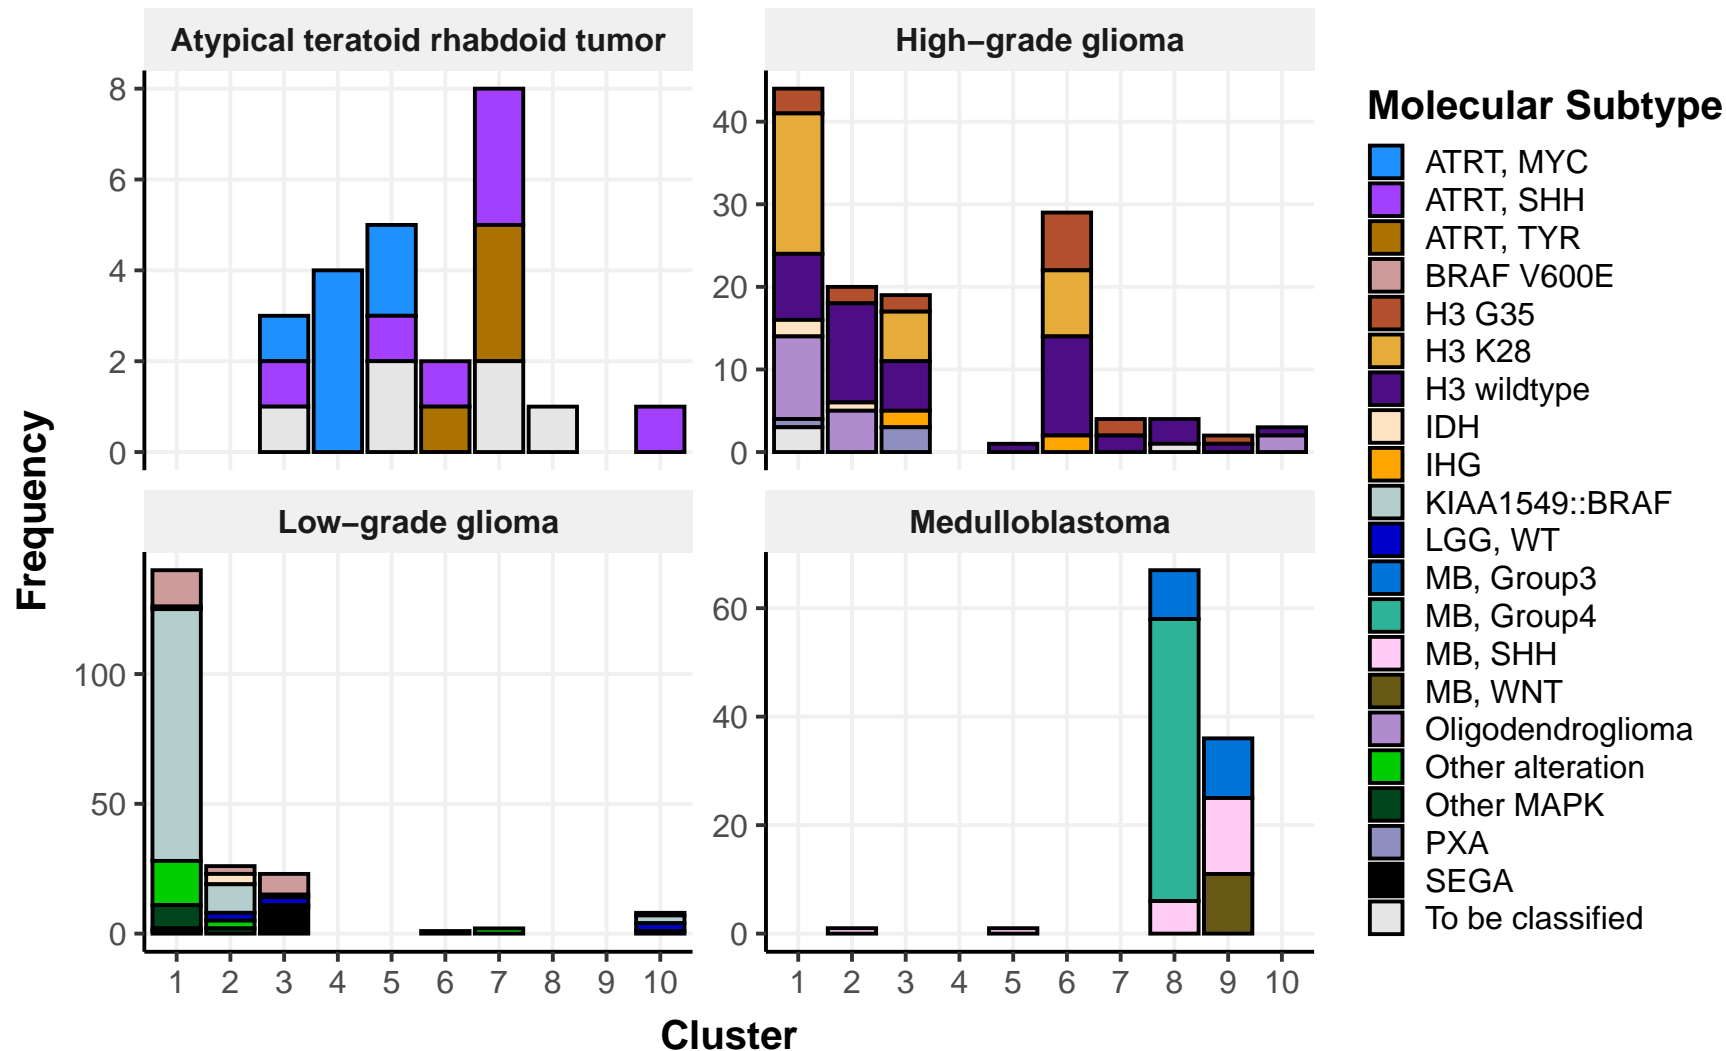 Atypical teratoid rhabdoid tumor
High−grade glioma
8
6
4
2
0
40
30
20
10
0
Low−grade glioma
Medulloblastoma
100
50
0
60
40
20
0
1 2 3 4 5 6 7 8 9 10
1 2 3 4 5 6 7 8 9 10
Frequency
Cluster
Molecular Subtype
ATRT, MYC
ATRT, SHH
ATRT, TYR
BRAF V600E
H3 G35
H3 K28
H3 wildtype
IDH
IHG
KIAA1549::BRAF
LGG, WT
MB, Group3
MB, Group4
MB, SHH
MB, WNT
Oligodendroglioma
Other alteration
Other MAPK
PXA
SEGA
To be classified